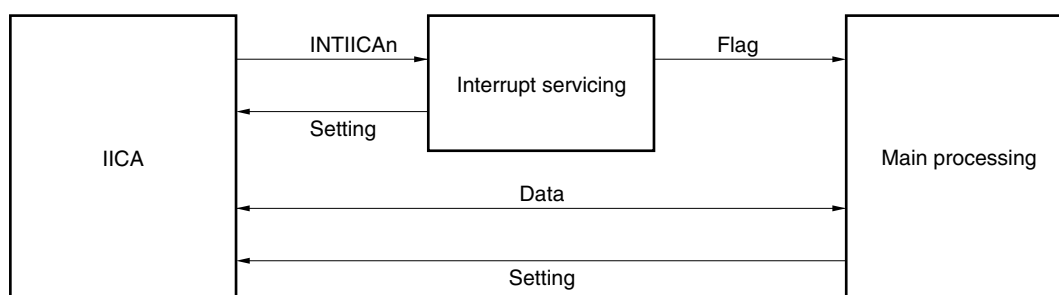 INTIICAn
Flag
Interrupt servicing
Setting
IICA
Main processing
Data
Setting